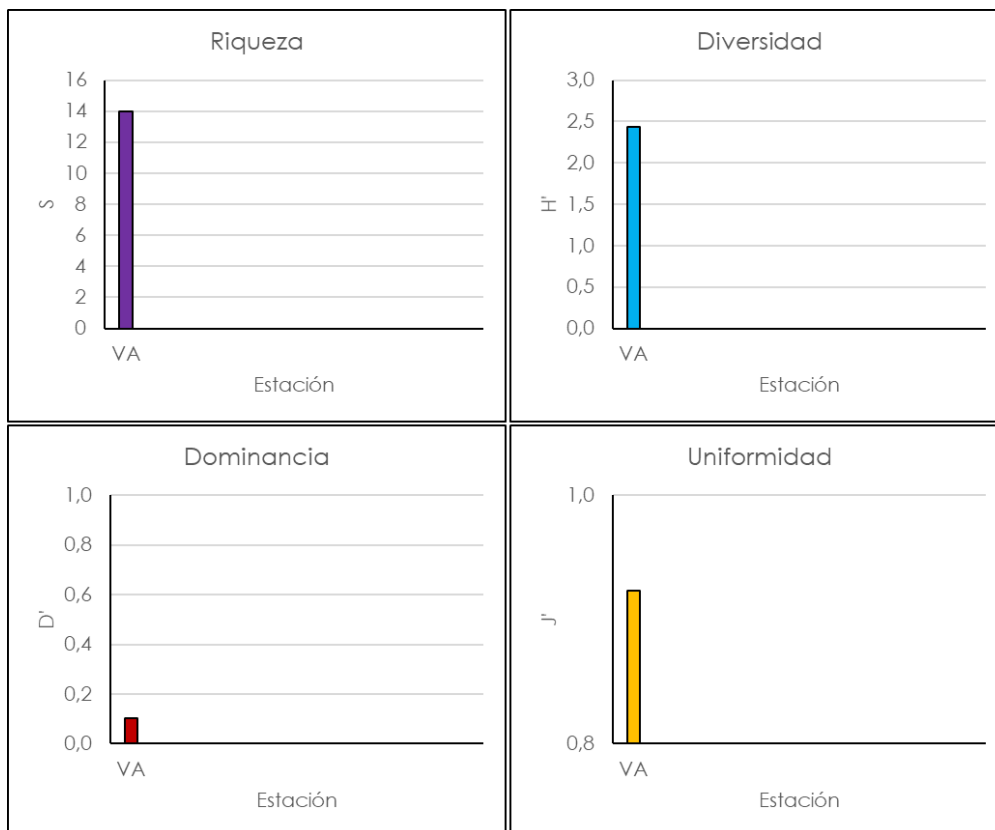 Riqueza
16
14
12
10
8
6
4
2
0
S
VA
Estación
Diversidad
3,0
2,5
2,0
1,5
1,0
0,5
0,0
H'
VA
Estación
Dominancia
1,0
0,8
0,6
0,4
0,2
0,0
D'
VA
Estación
Uniformidad
1,0
0,8
J'
VA
Estación